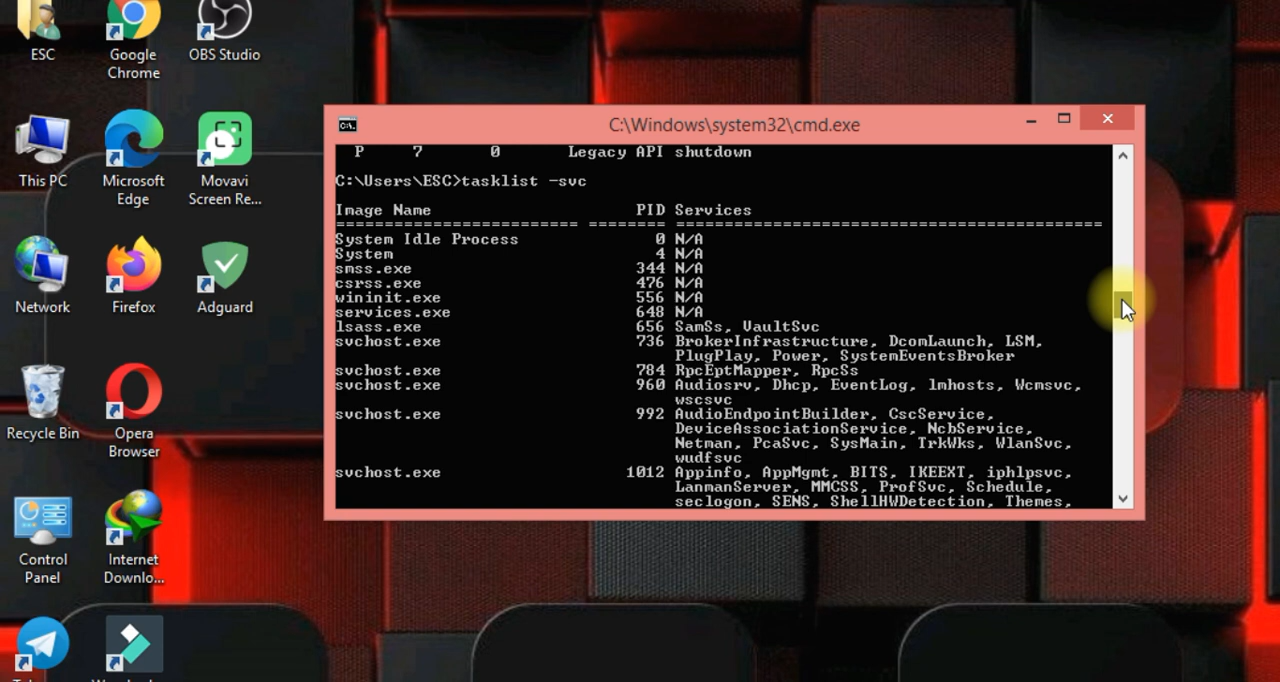 ESC
Google
Chrome
OBS Studio
This PC
Microsoft
Edge
Movavi
Screen Re...
Network
Firefox
Adguard
Recycle Bin
Opera
Browser
Control
Panel
Internet
Downlo...
C:\Windows\system32\cmd.exe
P 7 0 Legacy API shutdown
C:\Users\ESC>tasklist -svc
Image Name PID Services
========================= ======== ============================================
System Idle Process 0 N/A
System 4 N/A
smss.exe 344 N/A
csrss.exe 476 N/A
wininit.exe 556 N/A
services.exe 648 N/A
lsass.exe 656 SamSs, VaultSvc
svchost.exe 736 BrokerInfrastructure, DcomLaunch, LSM,
PlugPlay, Power, SystemEventsBroker
svchost.exe 784 RpcEptMapper, RpcSs
svchost.exe 960 Audiosrv, Dhcp, EventLog, lmhosts, Wcmsvc,
wscsvc
svchost.exe 992 AudioEndpointBuilder, CscService,
DeviceAssociationService, NcbService,
Netman, PcaSvc, SysMain, TrkWks, WlanSvc,
wudfsvc
svchost.exe 1012 Appinfo, AppMgmt, BITS, IKEEXT, iphlpsvc,
LanmanServer, MMCSS, ProfSvc, Schedule,
seclogon, SENS, ShellHWDetection, Themes,